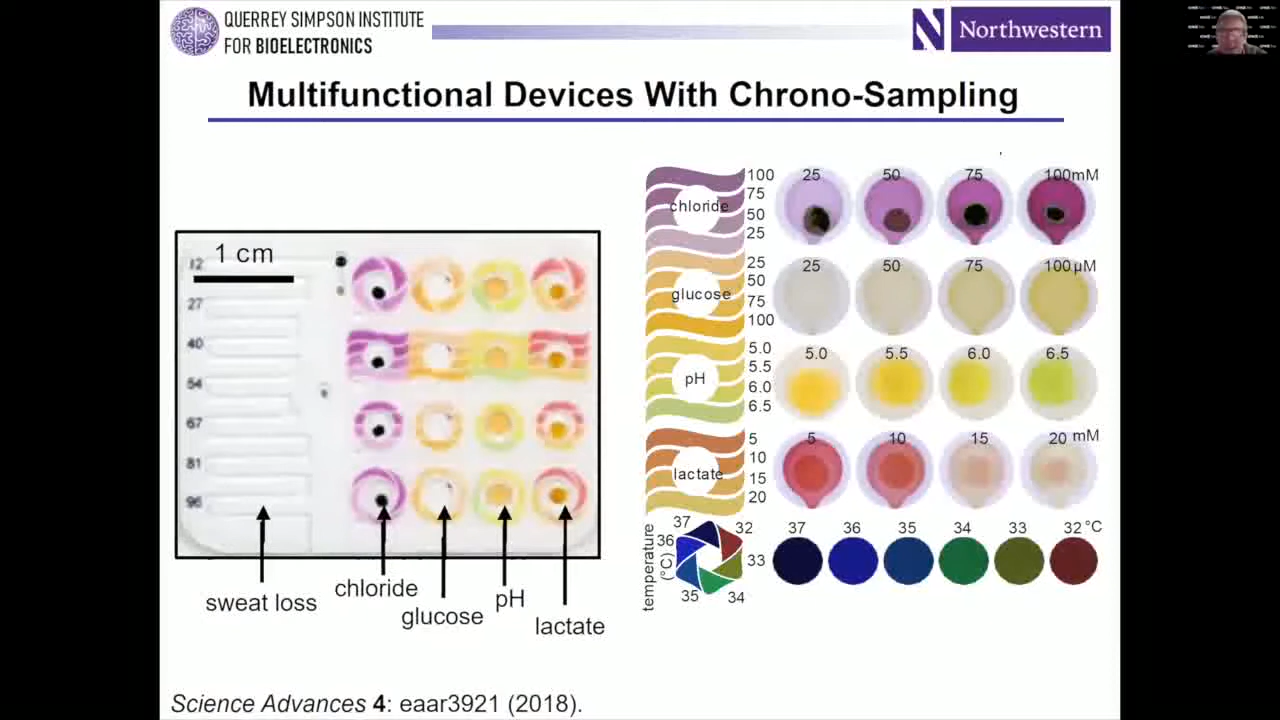 QUERREY SIMPSON INSTITUTE
FOR BIOELECTRONICS
N Northwestern
Multifunctional Devices With Chrono-Sampling
1 cm
12
27
40
54
67
81
96
sweat loss
chloride
glucose
pH
lactate
chloride
100
75
50
25
25 50 75 100mM
glucose
25
50
75
100
25 50 75 100 µM
pH
5.0
5.5
6.0
6.5
5.0 5.5 6.0 6.5
lactate
5
10
15
20
5 10 15 20 mM
temperature
(°C)
37 32
36 33
35 34
37 36 35 34 33 32 °C
Science Advances 4: eaar3921 (2018).